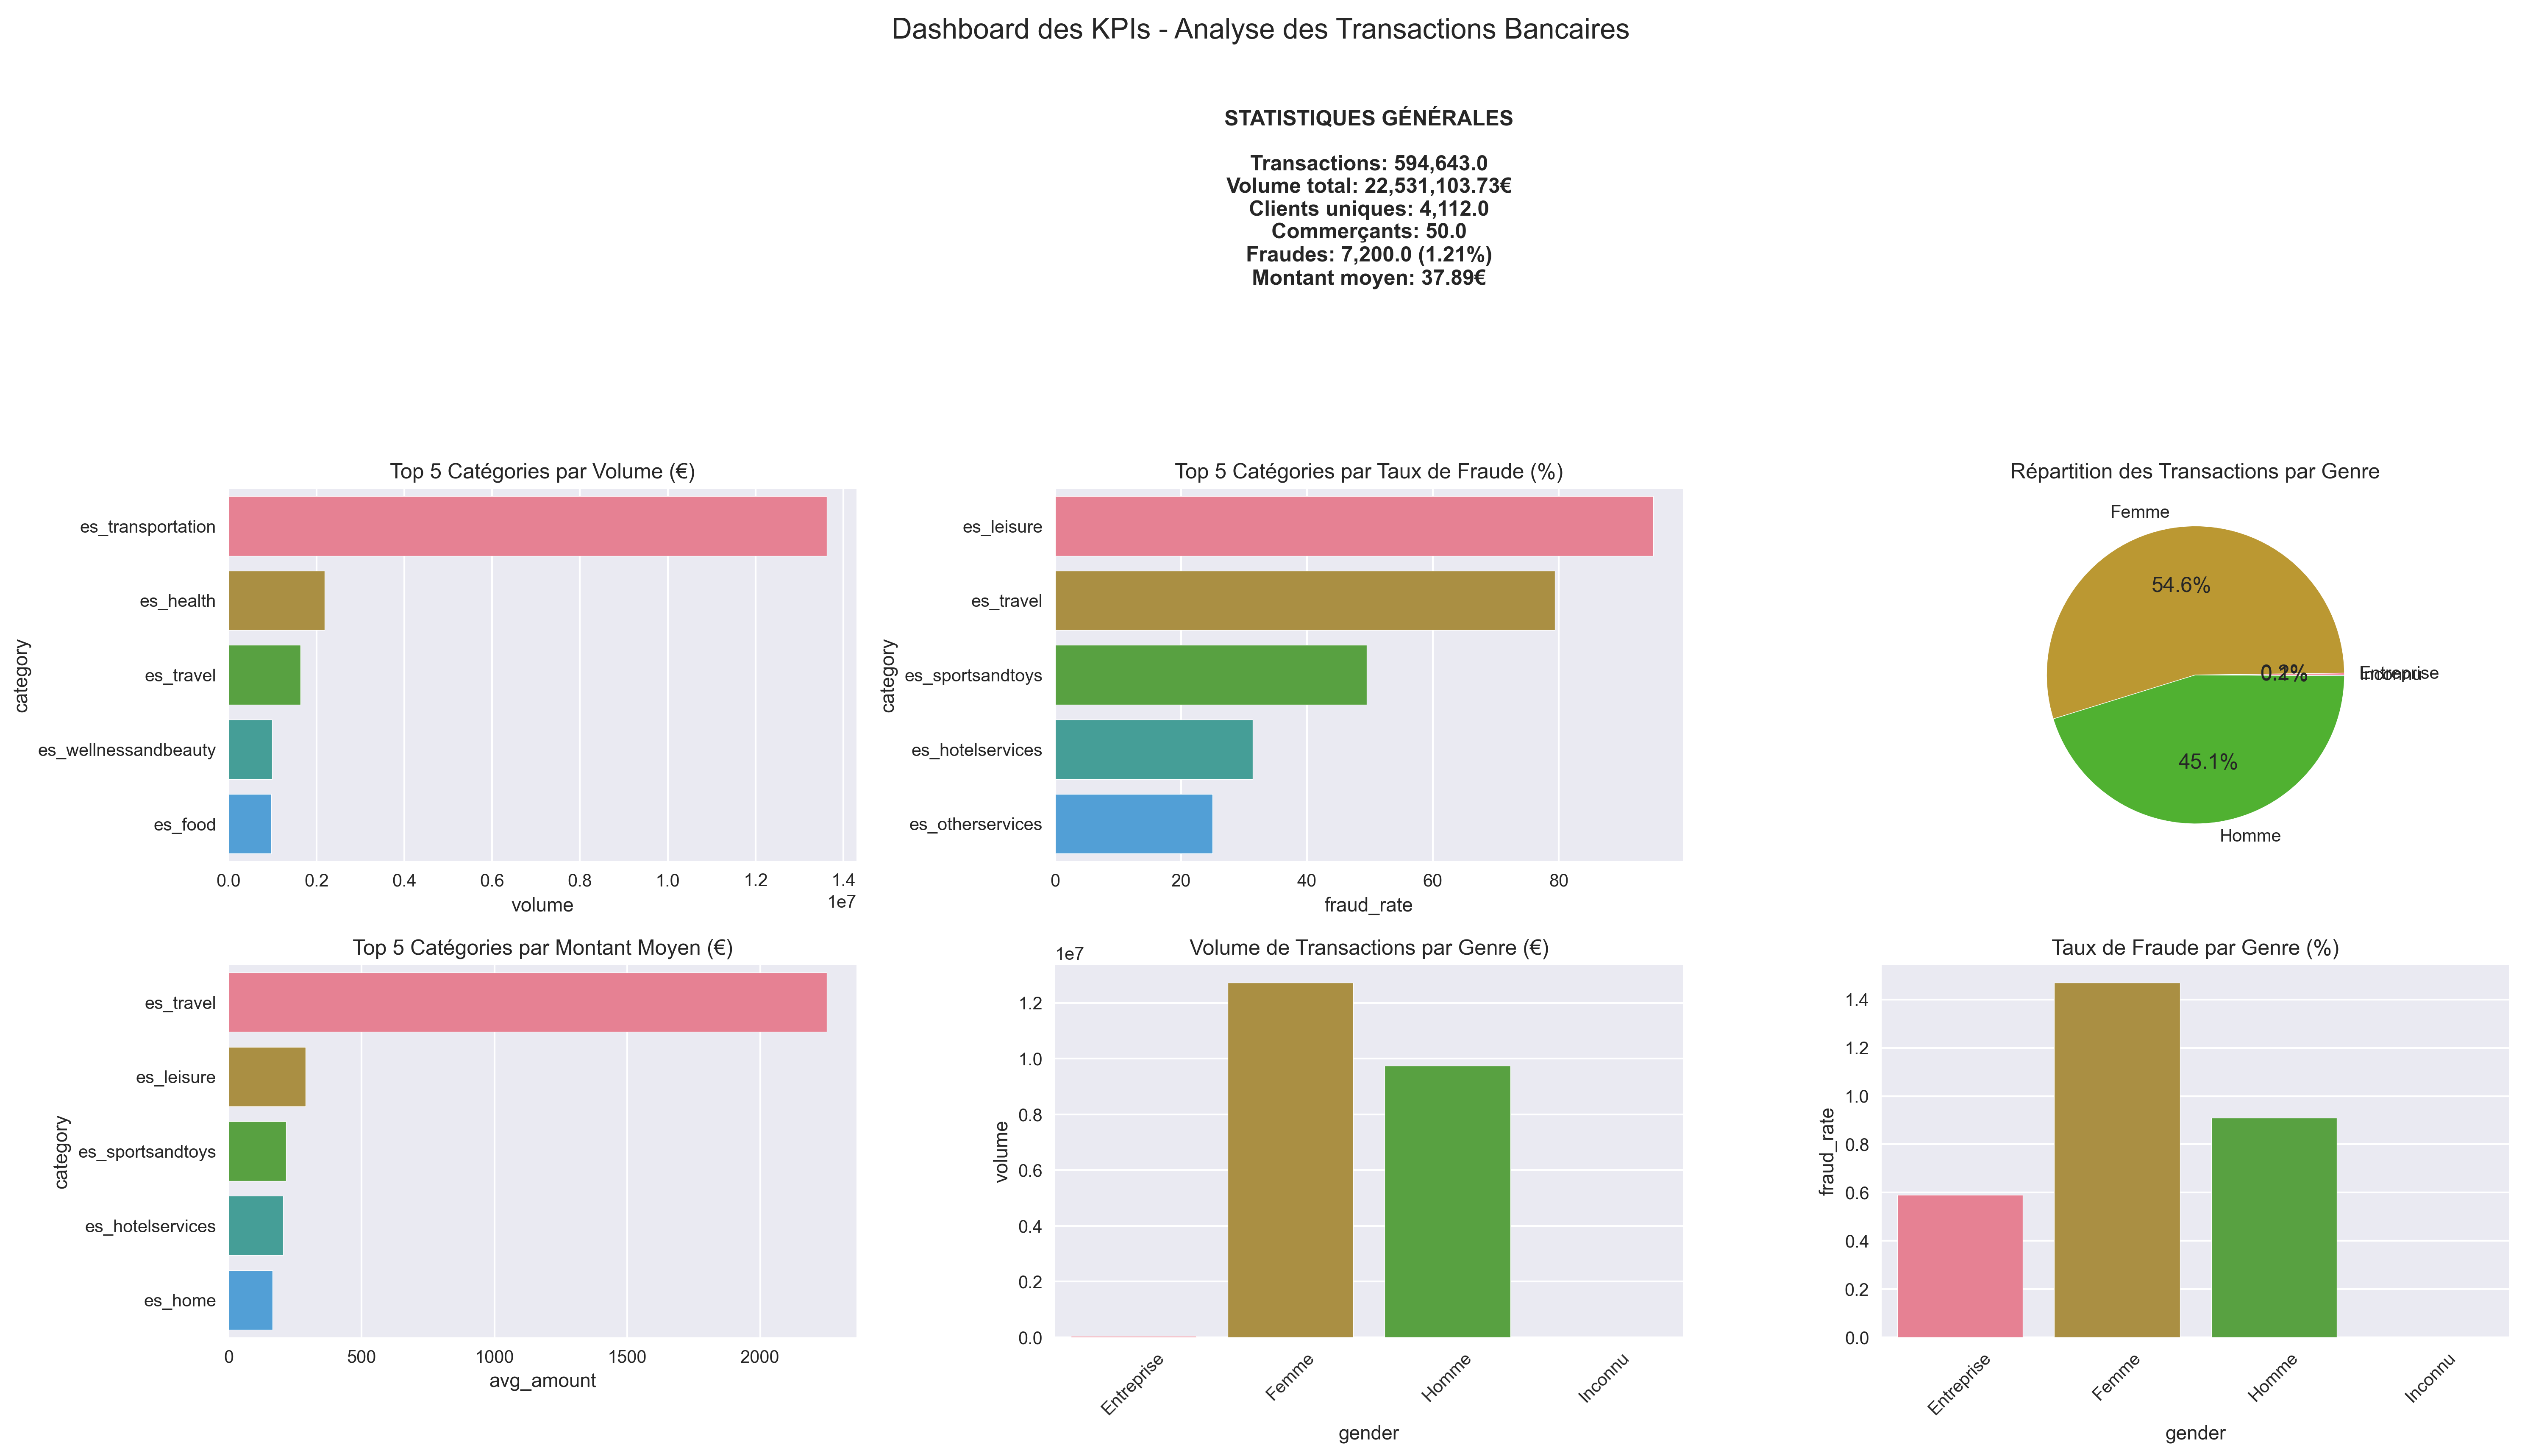 Dashboard des KPIs - Analyse des Transactions Bancaires
STATISTIQUES GÉNÉRALES
Transactions: 594,643.0
Volume total: 22,531,103.73€
Clients uniques: 4,112.0
Commerçants: 50.0
Fraudes: 7,200.0 (1.21%)
Montant moyen: 37.89€
Top 5 Catégories par Volume (€)
category
es_transportation
es_health
es_travel
es_wellnessandbeauty
es_food
0.0 0.2 0.4 0.6 0.8 1.0 1.2 1.4
1e7
volume
Top 5 Catégories par Taux de Fraude (%)
category
es_leisure
es_travel
es_sportsandtoys
es_hotelservices
es_otherservices
0 20 40 60 80
fraud_rate
Répartition des Transactions par Genre
Femme
54.6%
Entreprise
45.1%
Homme
Top 5 Catégories par Montant Moyen (€)
category
es_travel
es_leisure
es_sportsandtoys
es_hotelservices
es_home
0 500 1000 1500 2000
avg_amount
Volume de Transactions par Genre (€)
1e7
volume
1.2
1.0
0.8
0.6
0.4
0.2
0.0
Entreprise Femme Homme Inconnu
gender
Taux de Fraude par Genre (%)
fraud_rate
1.4
1.2
1.0
0.8
0.6
0.4
0.2
0.0
Entreprise Femme Homme Inconnu
gender